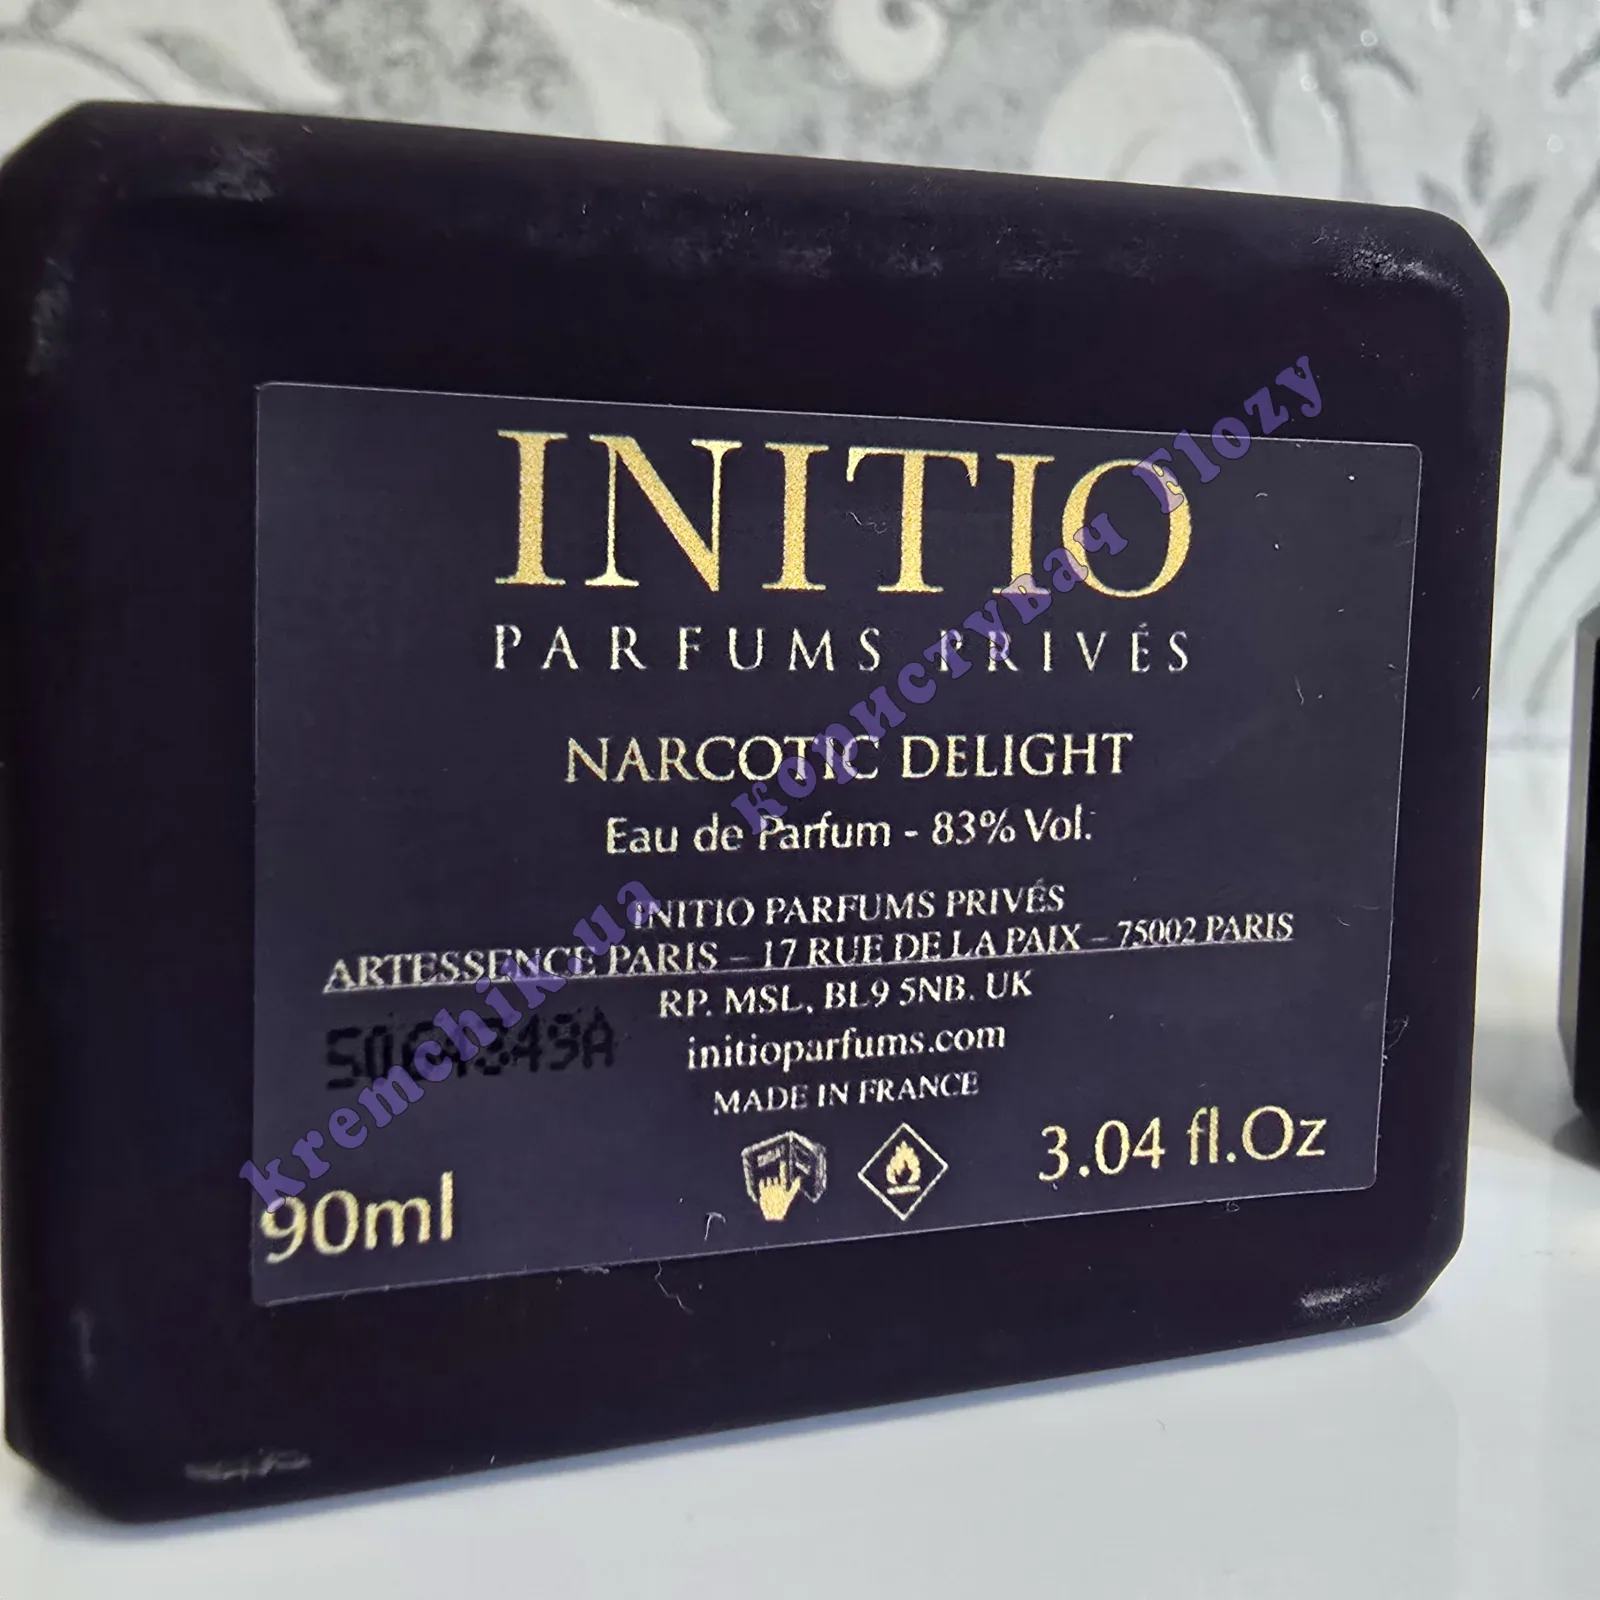 INITIO
PARFUMS PRIVÉS
NARCOTIC DELIGHT
Eau de Parfum - 83% Vol.
INITIO PARFUMS PRIVÉS
ARTESSENCE PARIS – 17 RUE DE LA PAIX – 75002 PARIS
RP. MSL, BL9 5NB. UK
initioparfums.com
MADE IN FRANCE
90ml
3.04 fl.Oz
kremchik.ua користувач Flozy